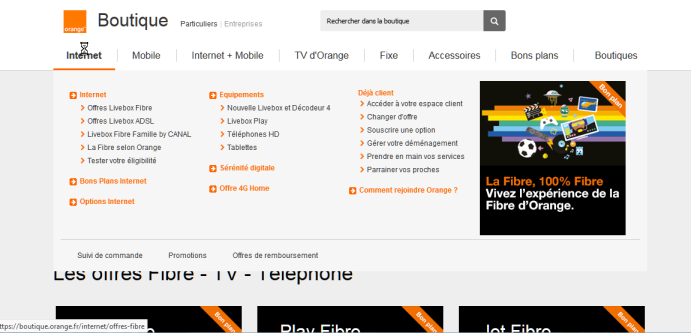 orange
Boutique
Particuliers | Entreprises
Rechercher dans la boutique
Internet
Mobile
Internet + Mobile
TV d'Orange
Fixe
Accessoires
Bons plans
Boutiques
Internet
Offres Livebox Fibre
Offres Livebox ADSL
Livebox Fibre Famille by CANAL
La Fibre selon Orange
Tester votre éligibilité
Bons Plans Internet
Options Internet
Equipements
Nouvelle Livebox et Décodeur 4
Livebox Play
Téléphones HD
Tablettes
Sérénité digitale
Offre 4G Home
Déjà client
Accéder à votre espace client
Changer d'offre
Souscrire une option
Gérer votre déménagement
Prendre en main vos services
Parrainer vos proches
Comment rejoindre Orange ?
Bon plan
La Fibre, 100% Fibre
Vivez l'expérience de la
Fibre d'Orange.
Suivi de commande
Promotions
Offres de remboursement
Les offres Fibre - TV - Téléphone
Bon plan
Play Fibre
Bon plan
Jet Fibre
Bon plan
ttps://boutique.orange.fr/internet/offres-fibre